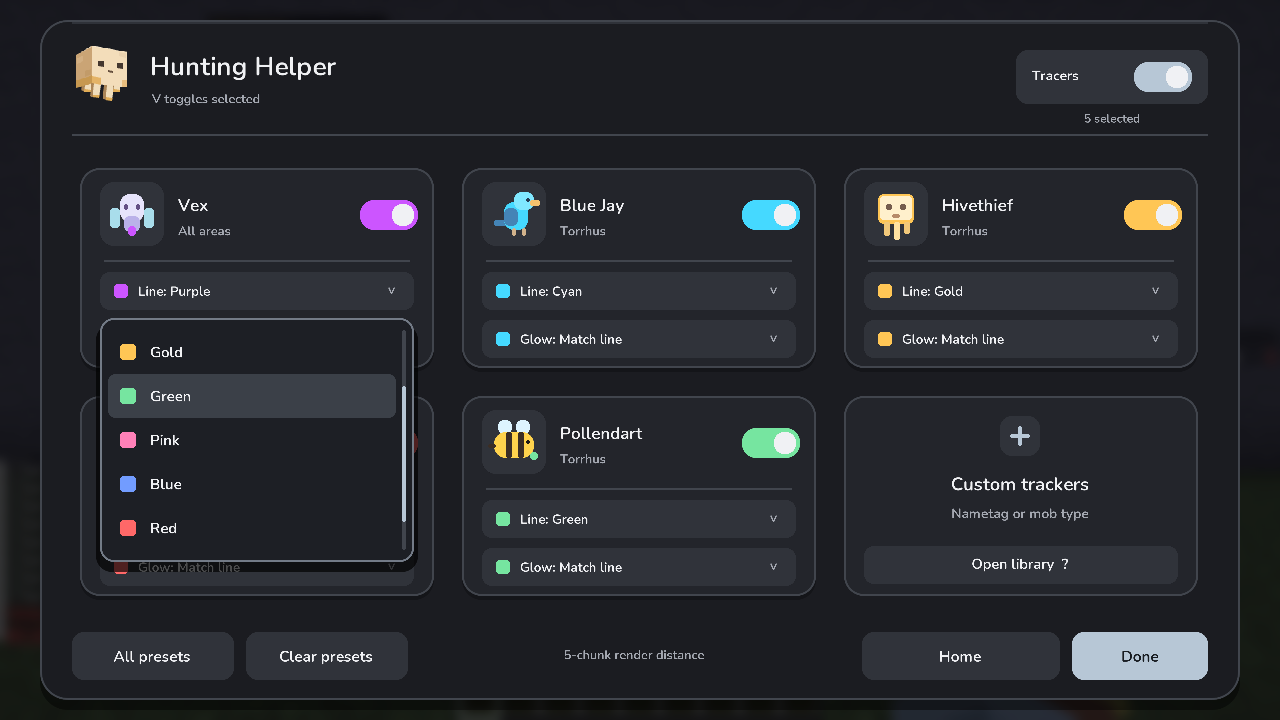 Hunting Helper
V toggles selected
Tracers
5 selected
Vex
All areas
Line: Purple v
Gold
Green
Pink
Blue
Red
Glow: Match line v
Blue Jay
Torrhus
Line: Cyan v
Glow: Match line v
Hivethief
Torrhus
Line: Gold v
Glow: Match line v
Pollendart
Torrhus
Line: Green v
Glow: Match line v
Custom trackers
Nametag or mob type
Open library ?
All presets
Clear presets
5-chunk render distance
Home
Done